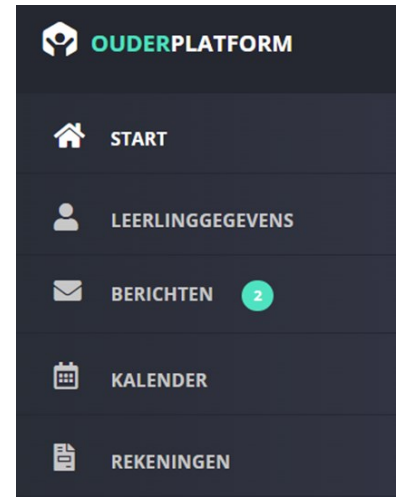 OUDERPLATFORM
START
LEERLINGGEGEVENS
BERICHTEN 2
KALENDER
REKENINGEN